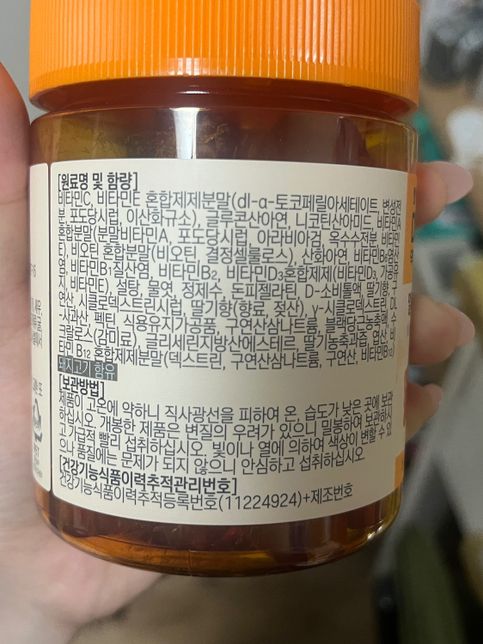 [원료명 및 함량]
비타민C, 비타민E 혼합제제분말(dl-α-토코페릴아세테이트, 변성전
분, 포도당시럽, 이산화규소), 글루코산아연, 니코틴산아미드, 비타민A
혼합분말(분말비타민A, 포도당시럽, 아라비아검, 옥수수전분 비타민
E), 비오틴 혼합분말(비오틴 결정셀룰로스), 산화아연 비타민B₆염산
염, 비타민B₁질산염, 비타민B₂, 비타민D₃혼합제제(비타민D₃, 가공유
지, 비타민E), 설탕 물엿, 정제수, 돈피젤라틴 D-소비톨액 딸기향 구
연산 시클로덱스트린시럽, 딸기향(향료, 젖산), γ-시클로덱스트린 DL
-사과산 펙틴, 식용유지가공품, 구연산삼나트륨, 블랙당근농축액 수
크랄로스(감미료), 글리세린지방산에스테르, 딸기농축과즙, 엽산, 비
타민B₁₂ 혼합제제분말(덱스트린, 구연산삼나트륨, 구연산, 비타민B₁₂)
돼지고기 함유
[보관방법]
제품이 고온에 약하니 직사광선을 피하여 온, 습도가 낮은 곳에 보관
하십시오. 개봉한 제품은 변질의 우려가 있으니 밀봉하여 보관하시
고 가급적 빨리 섭취하십시오. 빛이나 열에 의하여 색상이 변할 수 있
으나 품질에는 문제가 되지 않으니 안심하고 섭취하십시오
[건강기능식품이력추적관리번호]
건강기능식품이력추적등록번호(11224924)+제조번호